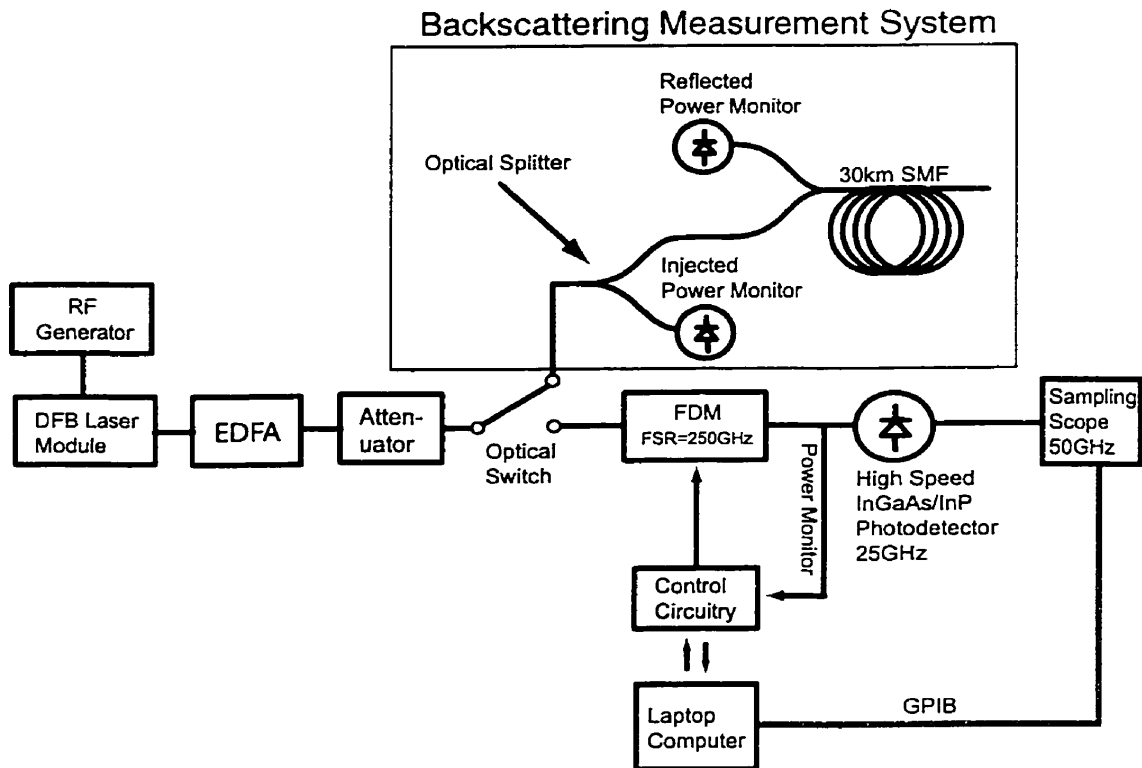 Backscattering Measurement System
Reflected
Power Monitor
Optical Splitter
30km SMF
Injected
Power Monitor
RF
Generator
DFB Laser
Module
EDFA
Atten-
uator
Optical
Switch
FDM
FSR=250GHz
Power Monitor
High Speed
InGaAs/InP
Photodetector
25GHz
Sampling
Scope
50GHz
Control
Circuitry
Laptop
Computer
GPIB